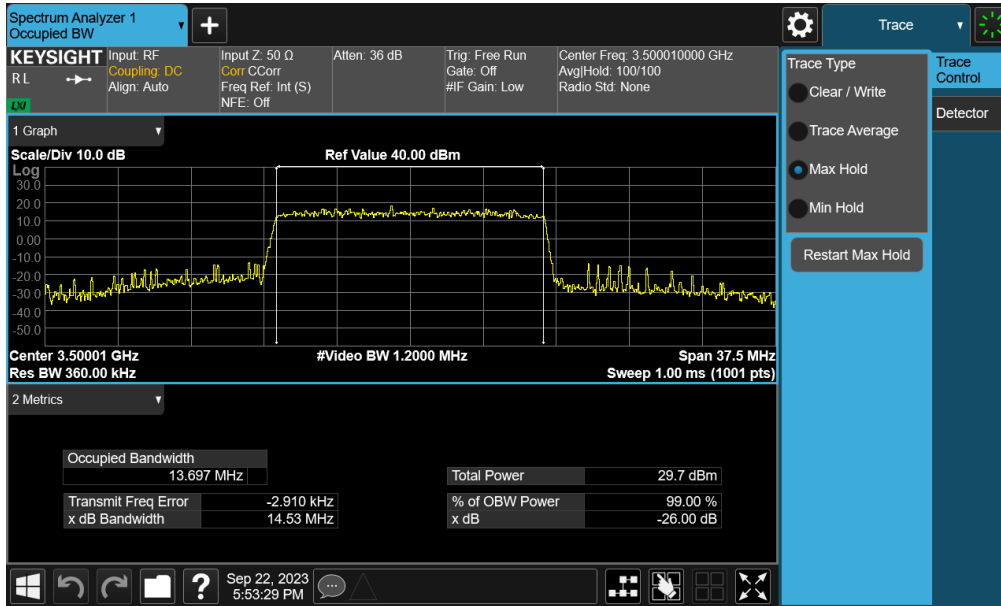 Spectrum Analyzer 1
Occupied BW
+
Trace
KEYSIGHT
RL
LXI
Input: RF
Coupling: DC
Align: Auto
Input Z: 50 Ω
Corr CCorr
Freq Ref: Int (S)
NFE: Off
Atten: 36 dB
Trig: Free Run
Gate: Off
#IF Gain: Low
Center Freq: 3.500010000 GHz
Avg|Hold: 100/100
Radio Std: None
Trace Type
Clear / Write
Trace Average
Max Hold
Min Hold
Restart Max Hold
Trace
Control
Detector
1 Graph
Scale/Div 10.0 dB
Ref Value 40.00 dBm
Log
30.0
20.0
10.0
0.00
-10.0
-20.0
-30.0
-40.0
-50.0
Center 3.50001 GHz
#Video BW 1.2000 MHz
Span 37.5 MHz
Res BW 360.00 kHz
Sweep 1.00 ms (1001 pts)
2 Metrics
Occupied Bandwidth
13.697 MHz
Total Power 29.7 dBm
Transmit Freq Error -2.910 kHz
% of OBW Power 99.00 %
x dB Bandwidth 14.53 MHz
x dB -26.00 dB
?
Sep 22, 2023
5:53:29 PM